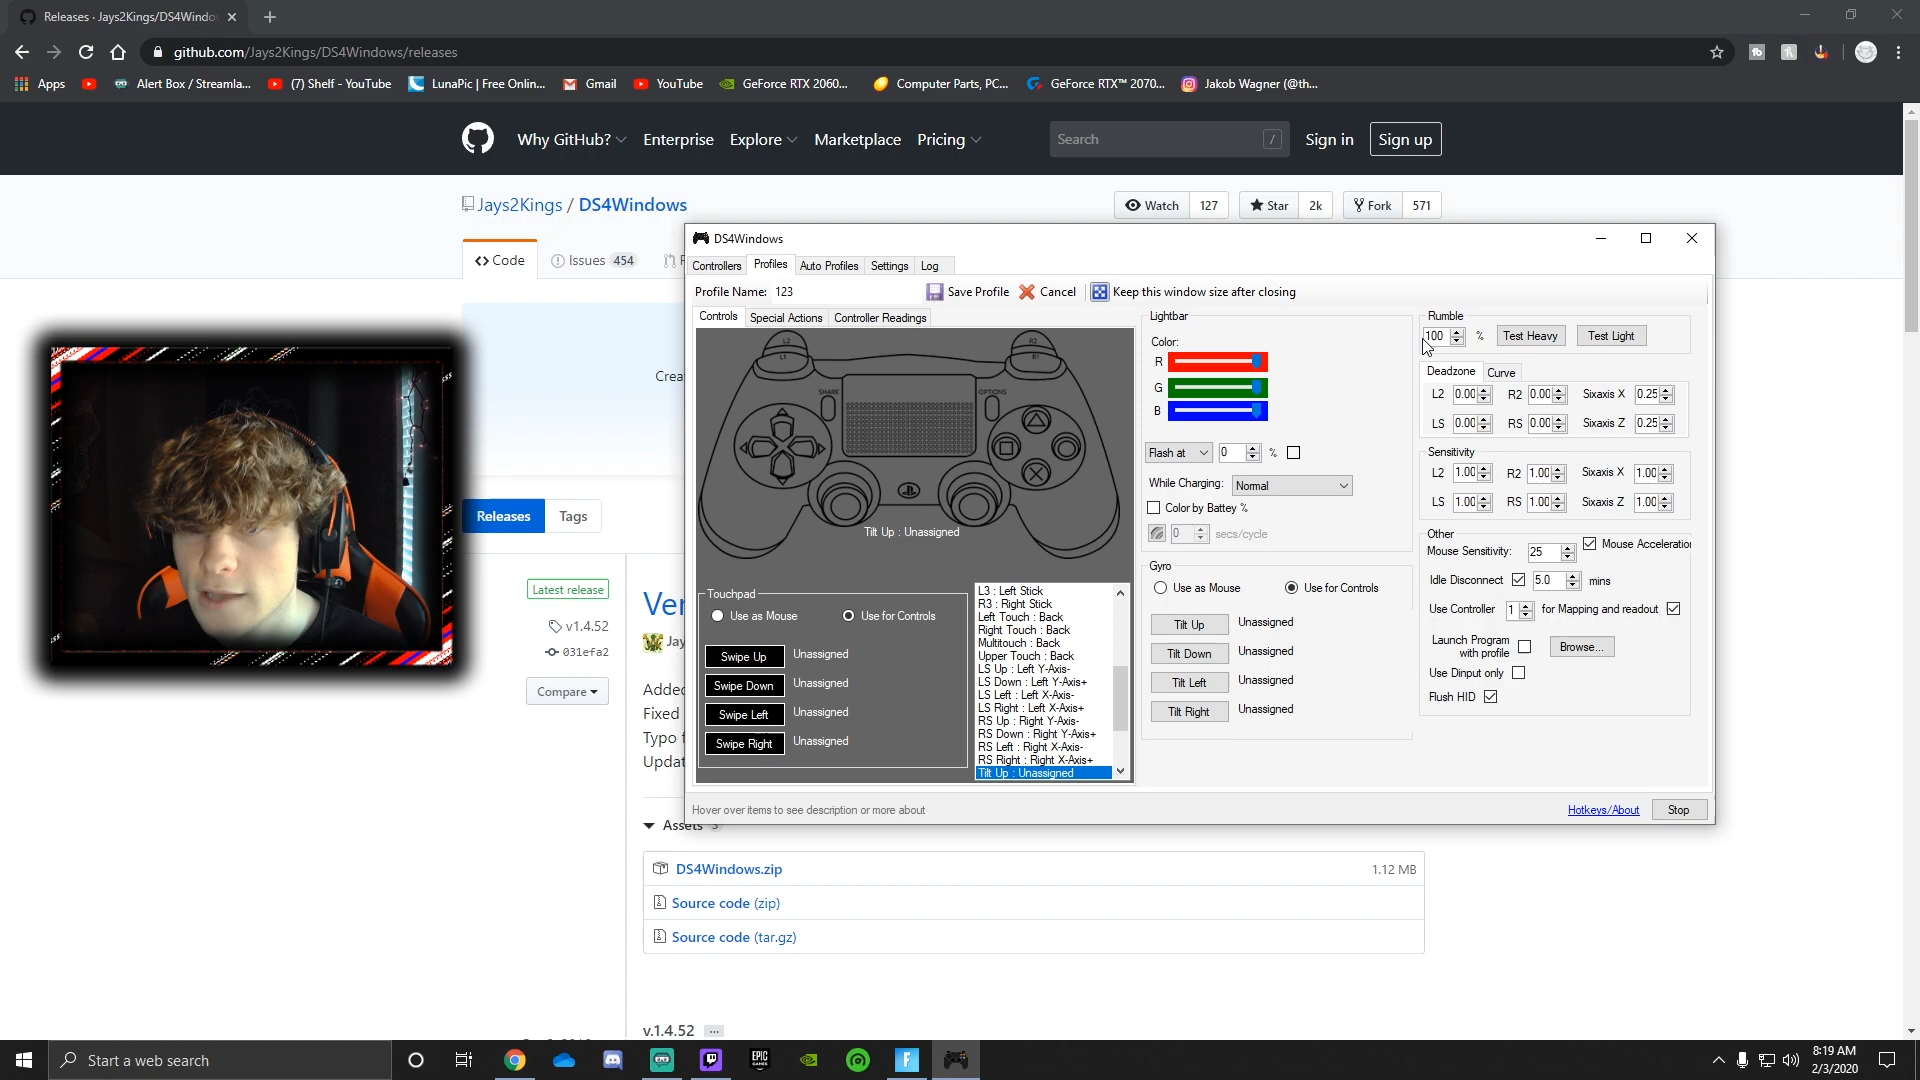 Releases · Jays2Kings/DS4Windo
github.com/Jays2Kings/DS4Windows/releases
Apps
Alert Box / Streamla...
(7) Shelf - YouTube
LunaPic | Free Onlin...
Gmail
YouTube
GeForce RTX 2060...
Computer Parts, PC...
GeForce RTX™ 2070...
Jakob Wagner (@th...
Why GitHub?
Enterprise
Explore
Marketplace
Pricing
Search
/
Sign in
Sign up
Jays2Kings / DS4Windows
Watch 127
Star 2k
Fork 571
Code
Issues 454
Crea
Releases
Tags
Latest release
v1.4.52
031efa2
Compare
Ver
Jay
Added
Fixed
Typo f
Updat
Assets 3
DS4Windows.zip
1.12 MB
Source code (zip)
Source code (tar.gz)
v.1.4.52 ...
DS4Windows
Controllers
Profiles
Auto Profiles
Settings
Log
Profile Name: 123
Save Profile
Cancel
Keep this window size after closing
Controls
Special Actions
Controller Readings
L2
L1
R2
R1
SHARE
OPTIONS
Tilt Up : Unassigned
Touchpad
Use as Mouse
Use for Controls
Swipe Up Unassigned
Swipe Down Unassigned
Swipe Left Unassigned
Swipe Right Unassigned
L3 : Left Stick
R3 : Right Stick
Left Touch : Back
Right Touch : Back
Multitouch : Back
Upper Touch : Back
LS Up : Left Y-Axis-
LS Down : Left Y-Axis+
LS Left : Left X-Axis-
LS Right : Left X-Axis+
RS Up : Right Y-Axis-
RS Down : Right Y-Axis+
RS Left : Right X-Axis-
RS Right : Right X-Axis+
Tilt Up : Unassigned
Lightbar
Color:
R
G
B
Flash at 0 %
While Charging: Normal
Color by Battey %
0 secs/cycle
Gyro
Use as Mouse
Use for Controls
Tilt Up Unassigned
Tilt Down Unassigned
Tilt Left Unassigned
Tilt Right Unassigned
Rumble
100 % Test Heavy Test Light
Deadzone Curve
L2 0.00 R2 0.00 Sixaxis X 0.25
LS 0.00 RS 0.00 Sixaxis Z 0.25
Sensitivity
L2 1.00 R2 1.00 Sixaxis X 1.00
LS 1.00 RS 1.00 Sixaxis Z 1.00
Other
Mouse Sensitivity: 25 Mouse Acceleratior
Idle Disconnect 5.0 mins
Use Controller 1 for Mapping and readout
Launch Program with profile Browse...
Use Dinput only
Flush HID
Hover over items to see description or more about
Hotkeys/About
Stop
Start a web search
EPIC GAMES
8:19 AM
2/3/2020